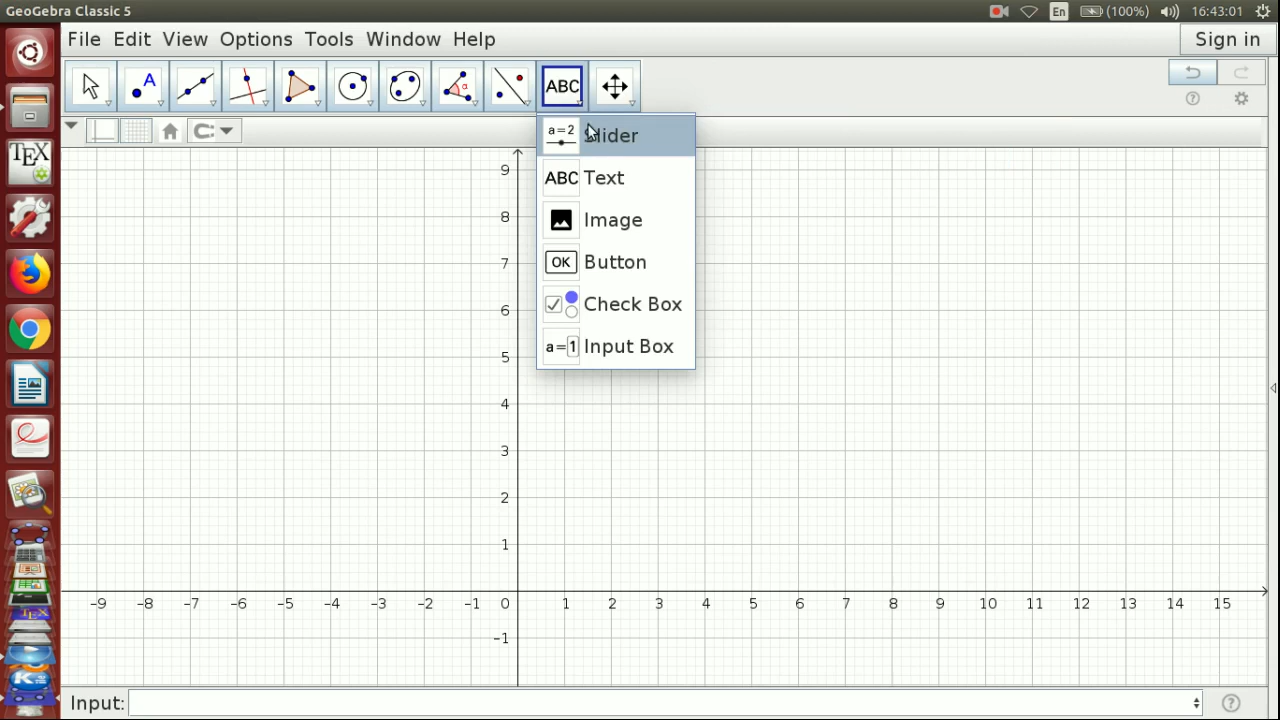 GeoGebra Classic 5
En
(100%)
16:43:01
File Edit View Options Tools Window Help
Sign in
A
α
ABC
a=2
Slider
ABC Text
Image
OK Button
Check Box
a=1 Input Box
9
8
7
6
5
4
3
2
1
-9 -8 -7 -6 -5 -4 -3 -2 -1 0 1 2 3 4 5 6 7 8 9 10 11 12 13 14 15
-1
TEX
Input: